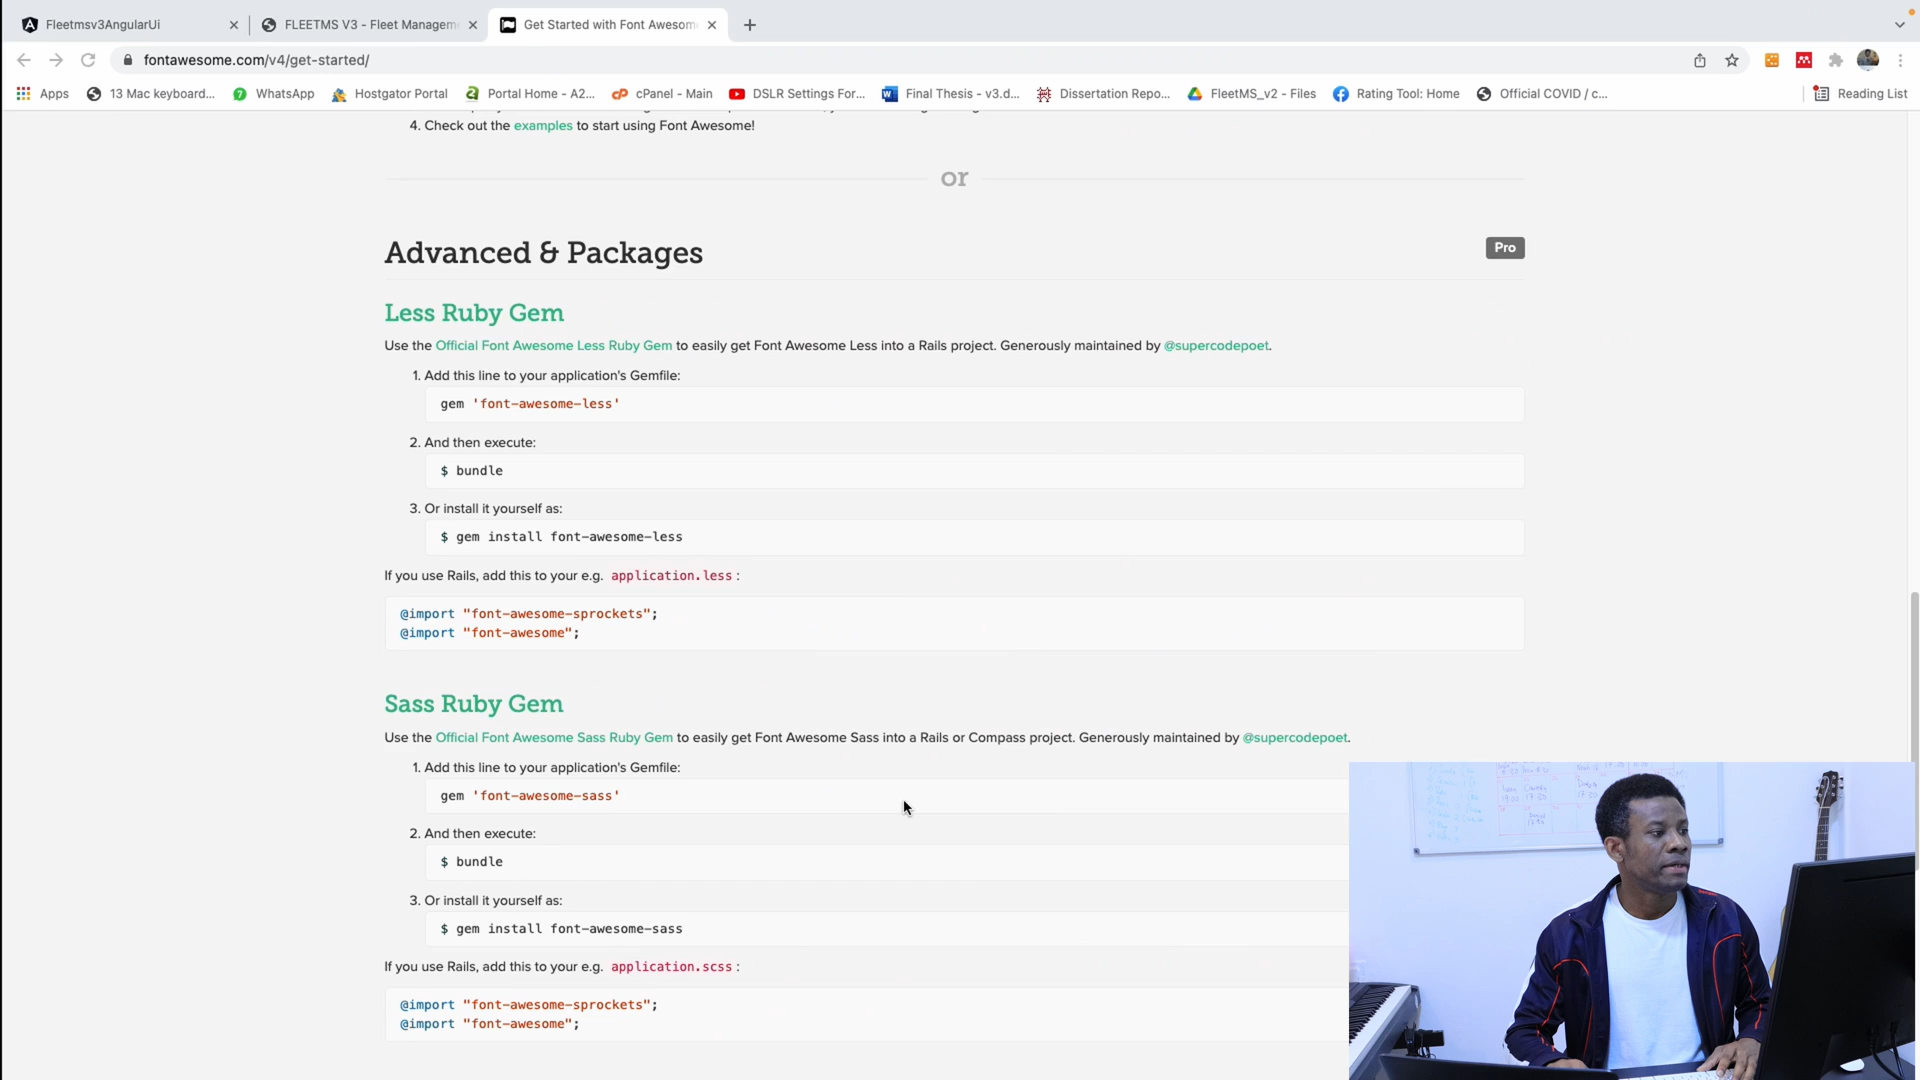 Fleetmsv3AngularUi
FLEETMS V3 - Fleet Managem
Get Started with Font Awesom
fontawesome.com/v4/get-started/
Apps
13 Mac keyboard...
WhatsApp
Hostgator Portal
Portal Home - A2...
cPanel - Main
DSLR Settings For...
Final Thesis - v3.d...
Dissertation Repo...
FleetMS_v2 - Files
Rating Tool: Home
Official COVID / c...
Reading List
4. Check out the examples to start using Font Awesome!
or
Advanced & Packages
Pro
Less Ruby Gem
Use the Official Font Awesome Less Ruby Gem to easily get Font Awesome Less into a Rails project. Generously maintained by @supercodepoet.
1. Add this line to your application's Gemfile:
gem 'font-awesome-less'
2. And then execute:
$ bundle
3. Or install it yourself as:
$ gem install font-awesome-less
If you use Rails, add this to your e.g. application.less :
@import "font-awesome-sprockets";
@import "font-awesome";
Sass Ruby Gem
Use the Official Font Awesome Sass Ruby Gem to easily get Font Awesome Sass into a Rails or Compass project. Generously maintained by @supercodepoet.
1. Add this line to your application's Gemfile:
gem 'font-awesome-sass'
2. And then execute:
$ bundle
3. Or install it yourself as:
$ gem install font-awesome-sass
If you use Rails, add this to your e.g. application.scss :
@import "font-awesome-sprockets";
@import "font-awesome";